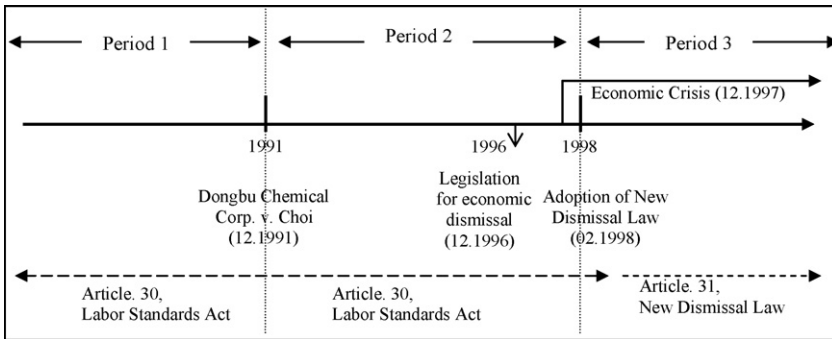 Period 1
Period 2
Period 3
Economic Crisis (12.1997)
1991
1996
1998
Dongbu Chemical
Corp. v. Choi
(12.1991)
Legislation
for economic
dismissal
(12.1996)
Adoption of New
Dismissal Law
(02.1998)
Article. 30,
Labor Standards Act
Article. 30,
Labor Standards Act
Article. 31,
New Dismissal Law